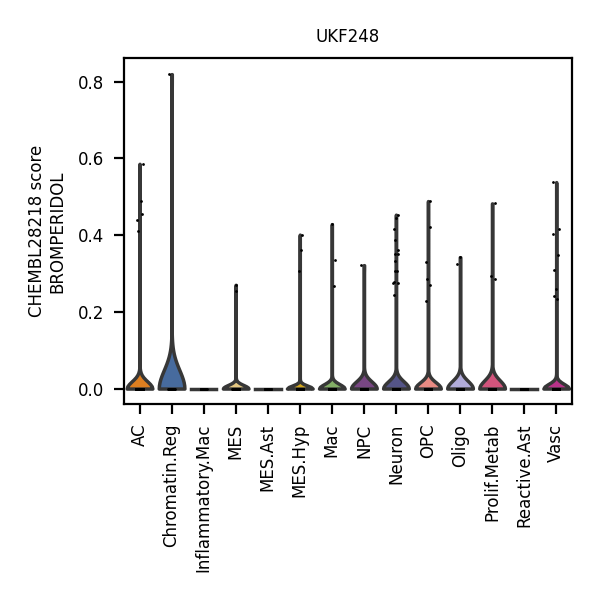 UKF248
CHEMBL28218 score
BROMPERIDOL
0.8
0.6
0.4
0.2
0.0
AC
Chromatin.Reg
Inflammatory.Mac
MES
MES.Ast
MES.Hyp
Mac
NPC
Neuron
OPC
Oligo
Prolif.Metab
Reactive.Ast
Vasc